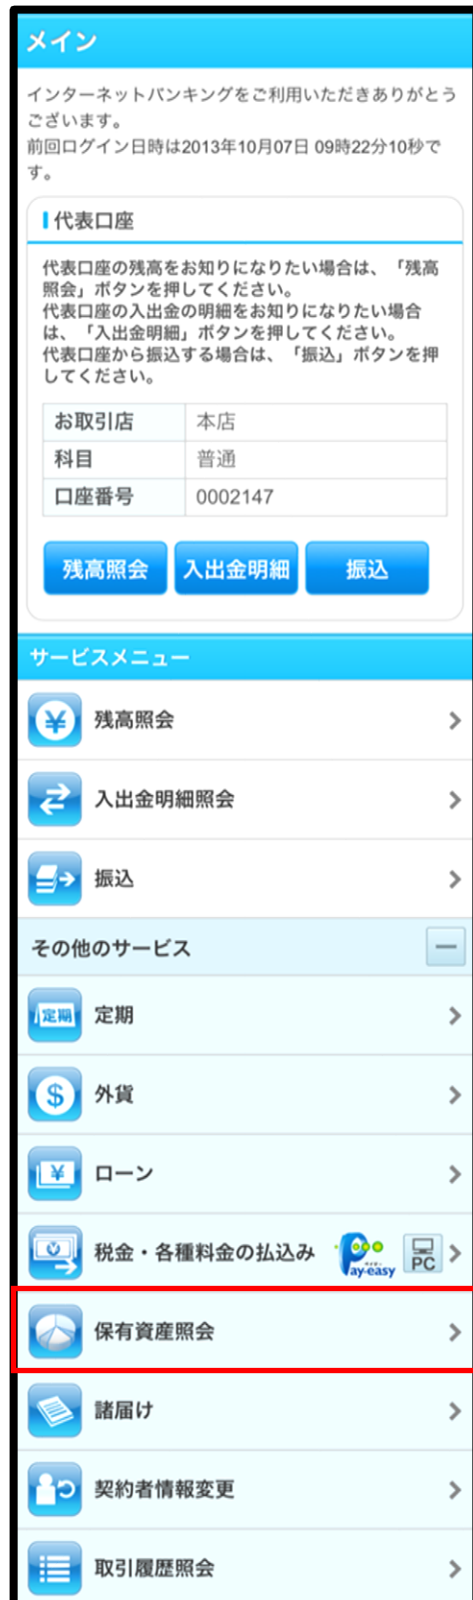 メイン
インターネットバンキングをご利用いただきありがとう
ございます。
前回ログイン日時は2013年10月07日 09時22分10秒で
す。
代表口座
代表口座の残高をお知りになりたい場合は、「残高
照会」ボタンを押してください。
代表口座の入出金の明細をお知りになりたい場合
は、「入出金明細」ボタンを押してください。
代表口座から振込する場合は、「振込」ボタンを押
してください。
お取引店 本店
科目 普通
口座番号 0002147
残高照会 入出金明細 振込
サービスメニュー
¥ 残高照会
入出金明細照会
振込
その他のサービス
定期 定期
$ 外貨
¥ ローン
税金・各種料金の払込み Pay-easy PC
保有資産照会
諸届け
契約者情報変更
取引履歴照会